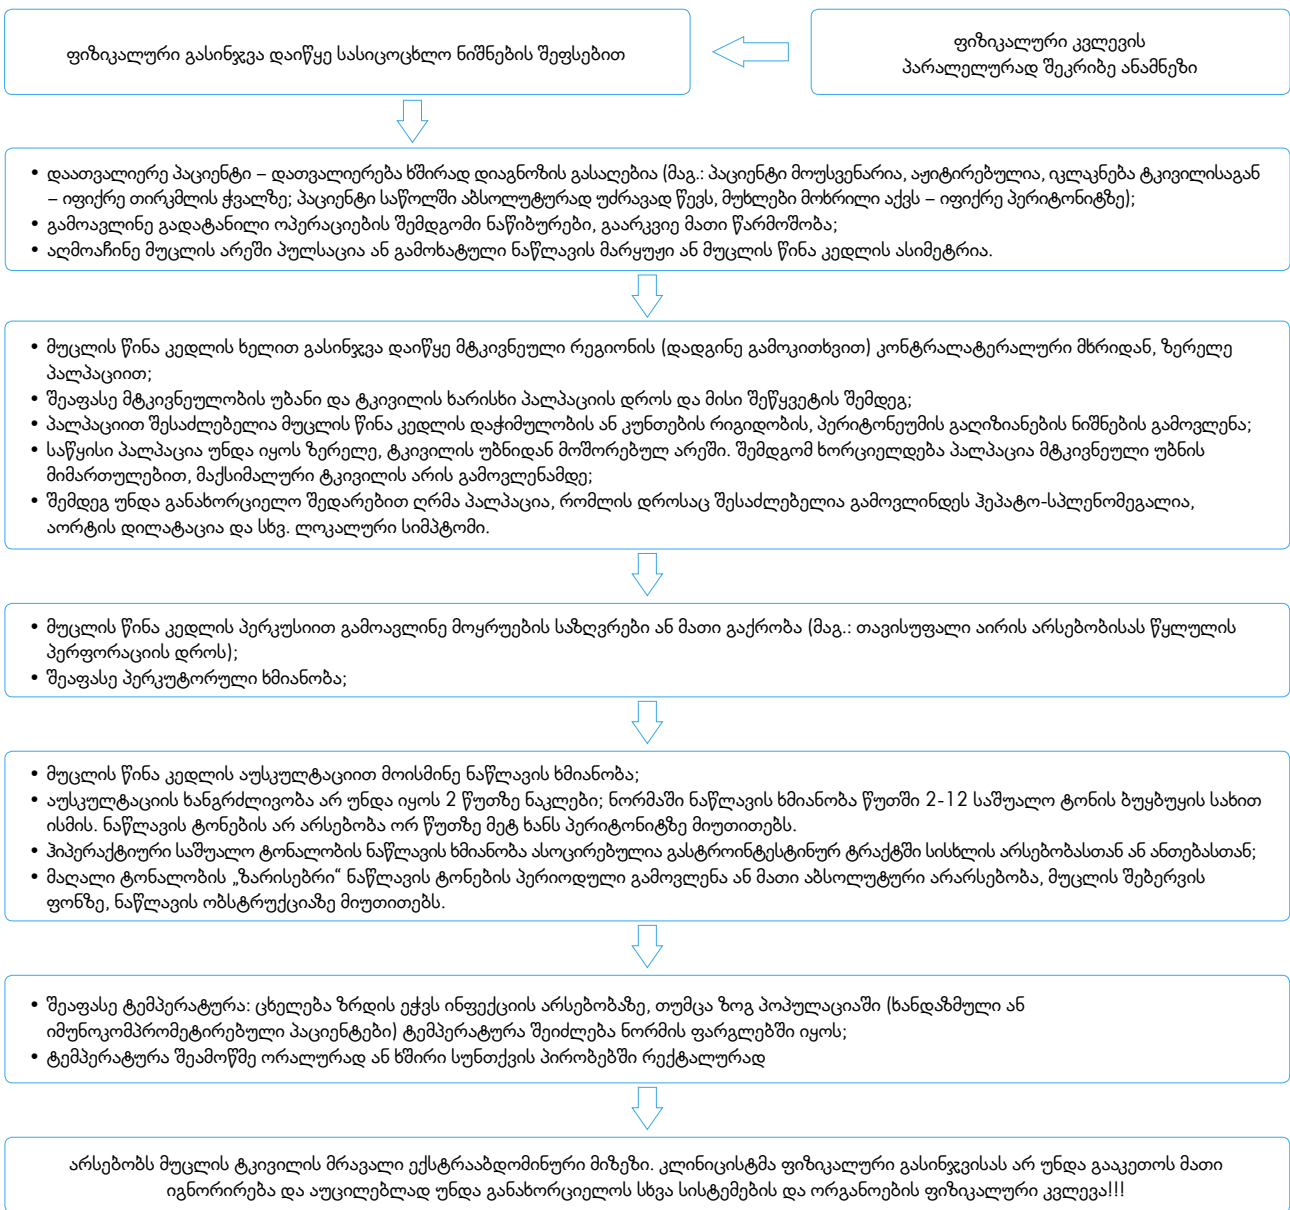 ფიზიკალური გასინჯვა დაიწყე სასიცოცხლო ნიშნების შეფსებით
ფიზიკალური კვლევის
პარალელურად შეკრიბე ანამნეზი
• დაათვალიერე პაციენტი – დათვალიერება ხშირად დიაგნოზის გასაღებია (მაგ.: პაციენტი მოუსვენარია, აჟიტირებულია, იკლაკნება ტკივილისაგან
– იფიქრე თირკმლის ჭვალზე; პაციენტი საწოლში აბსოლუტურად უძრავად წევს, მუხლები მოხრილი აქვს – იფიქრე პერიტონიტზე);
• გამოავლინე გადატანილი ოპერაციების შემდგომი ნაწიბურები, გაარკვიე მათი წარმოშობა;
• აღმოაჩინე მუცლის არეში პულსაცია ან გამოხატული ნაწლავის მარყუჟი ან მუცლის წინა კედლის ასიმეტრია.
• მუცლის წინა კედლის ხელით გასინჯვა დაიწყე მტკივნეული რეგიონის (დადგინე გამოკითხვით) კონტრალატერალური მხრიდან, ზერელე
პალპაციით;
• შეაფასე მტკივნეულობის უბანი და ტკივილის ხარისხი პალპაციის დროს და მისი შეწყვეტის შემდეგ;
• პალპაციით შესაძლებელია მუცლის წინა კედლის დაჭიმულობის ან კუნთების რიგიდობის, პერიტონეუმის გაღიზიანების ნიშნების გამოვლენა;
• საწყისი პალპაცია უნდა იყოს ზერელე, ტკივილის უბნიდან მოშორებულ არეში. შემდგომ ხორციელდება პალპაცია მტკივნეული უბნის
მიმართულებით, მაქსიმალური ტკივილის არის გამოვლენამდე;
• შემდეგ უნდა განახორციელო შედარებით ღრმა პალპაცია, რომლის დროსაც შესაძლებელია გამოვლინდეს ჰეპატო-სპლენომეგალია,
აორტის დილატაცია და სხვ. ლოკალური სიმპტომი.
• მუცლის წინა კედლის პერკუსიით გამოავლინე მოყრუების საზღვრები ან მათი გაქრობა (მაგ.: თავისუფალი აირის არსებობისას წყლულის
პერფორაციის დროს);
• შეაფასე პერკუტორული ხმიანობა;
• მუცლის წინა კედლის აუსკულტაციით მოისმინე ნაწლავის ხმიანობა;
• აუსკულტაციის ხანგრძლივობა არ უნდა იყოს 2 წუთზე ნაკლები; ნორმაში ნაწლავის ხმიანობა წუთში 2-12 საშუალო ტონის ბუყბუყის სახით
ისმის. ნაწლავის ტონების არ არსებობა ორ წუთზე მეტ ხანს პერიტონიტზე მიუთითებს.
• ჰიპერაქტიური საშუალო ტონალობის ნაწლავის ხმიანობა ასოცირებულია გასტროინტესტინურ ტრაქტში სისხლის არსებობასთან ან ანთებასთან;
• მაღალი ტონალობის „ზარისებრი“ ნაწლავის ტონების პერიოდული გამოვლენა ან მათი აბსოლუტური არარსებობა, მუცლის შებერვის
ფონზე, ნაწლავის ობსტრუქციაზე მიუთითებს.
• შეაფასე ტემპერატურა: ცხელება ზრდის ეჭვს ინფექციის არსებობაზე, თუმცა ზოგ პოპულაციაში (ხანდაზმული ან
იმუნოკომპრომეტირებული პაციენტები) ტემპერატურა შეიძლება ნორმის ფარგლებში იყოს;
• ტემპერატურა შეამოწმე ორალურად ან ხშირი სუნთქვის პირობებში რექტალურად
არსებობს მუცლის ტკივილის მრავალი ექსტრააბდომინური მიზეზი. კლინიცისტმა ფიზიკალური გასინჯვისას არ უნდა გააკეთოს მათი
იგნორირება და აუცილებლად უნდა განახორციელოს სხვა სისტემების და ორგანოების ფიზიკალური კვლევა!!!